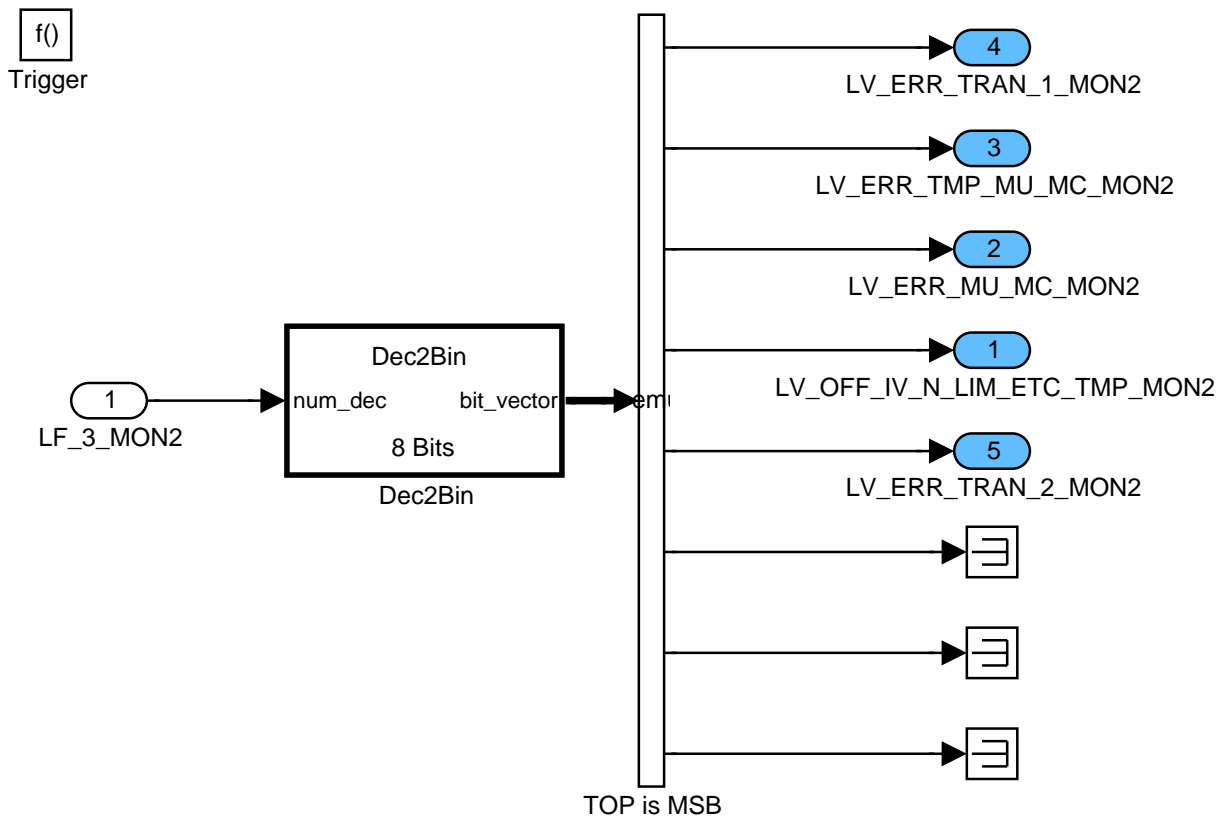 f()
Trigger
4
LV_ERR_TRAN_1_MON2
3
LV_ERR_TMP_MU_MC_MON2
2
LV_ERR_MU_MC_MON2
1
LV_OFF_IV_N_LIM_ETC_TMP_MON2
5
LV_ERR_TRAN_2_MON2
1
LF_3_MON2
Dec2Bin
num_dec bit_vector
8 Bits
Dec2Bin
TOP is MSB